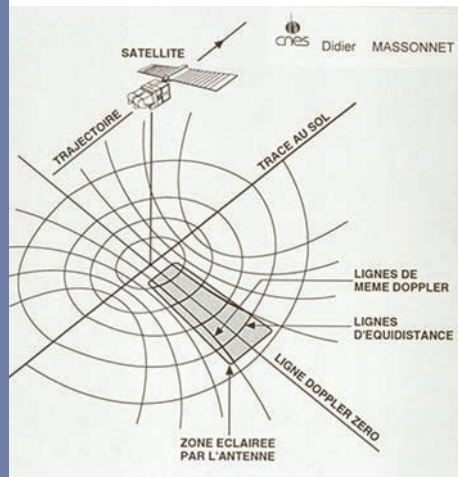 cnes
Didier MASSONNET
SATELLITE
TRAJECTOIRE
TRACE AU SOL
LIGNES DE
MEME DOPPLER
LIGNES
D'EQUIDISTANCE
LIGNE DOPPLER ZERO
ZONE ECLAIREE
PAR L'ANTENNE